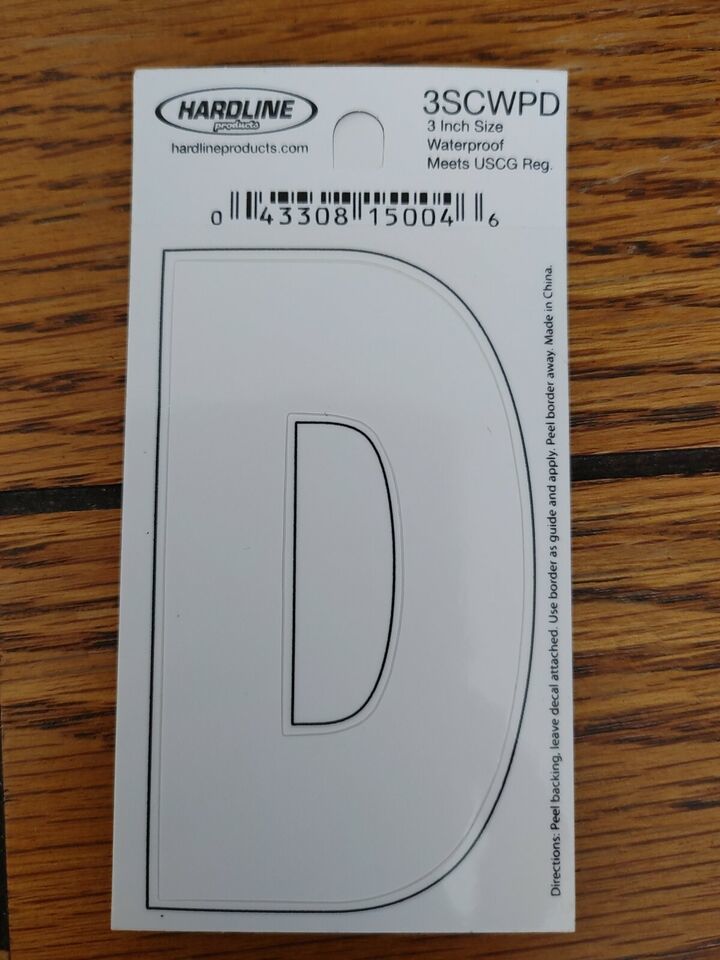 HARDLINE
products
hardlineproducts.com
3SCWPD
3 Inch Size
Waterproof
Meets USCG Reg.
0 43308 15004 6
D
Directions: Peel backing, leave decal attached. Use border as guide and apply. Peel border away. Made in China.